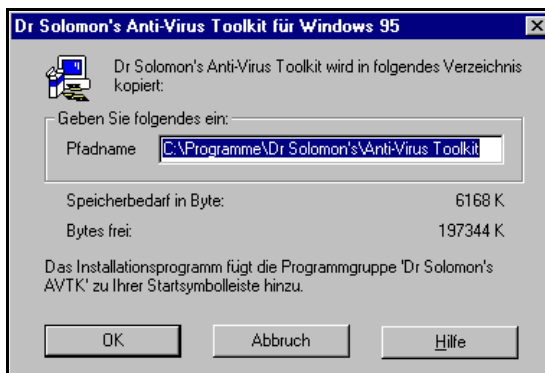 Dr Solomon's Anti-Virus Toolkit für Windows 95
Dr Solomon's Anti-Virus Toolkit wird in folgendes Verzeichnis
kopiert:
Geben Sie folgendes ein:
Pfadname C:\Programme\Dr Solomon's\Anti-Virus Toolkit
Speicherbedarf in Byte: 6168 K
Bytes frei: 197344 K
Das Installationsprogramm fügt die Programmgruppe 'Dr Solomon's
AVTK' zu Ihrer Startsymbolleiste hinzu.
OK Abbruch Hilfe